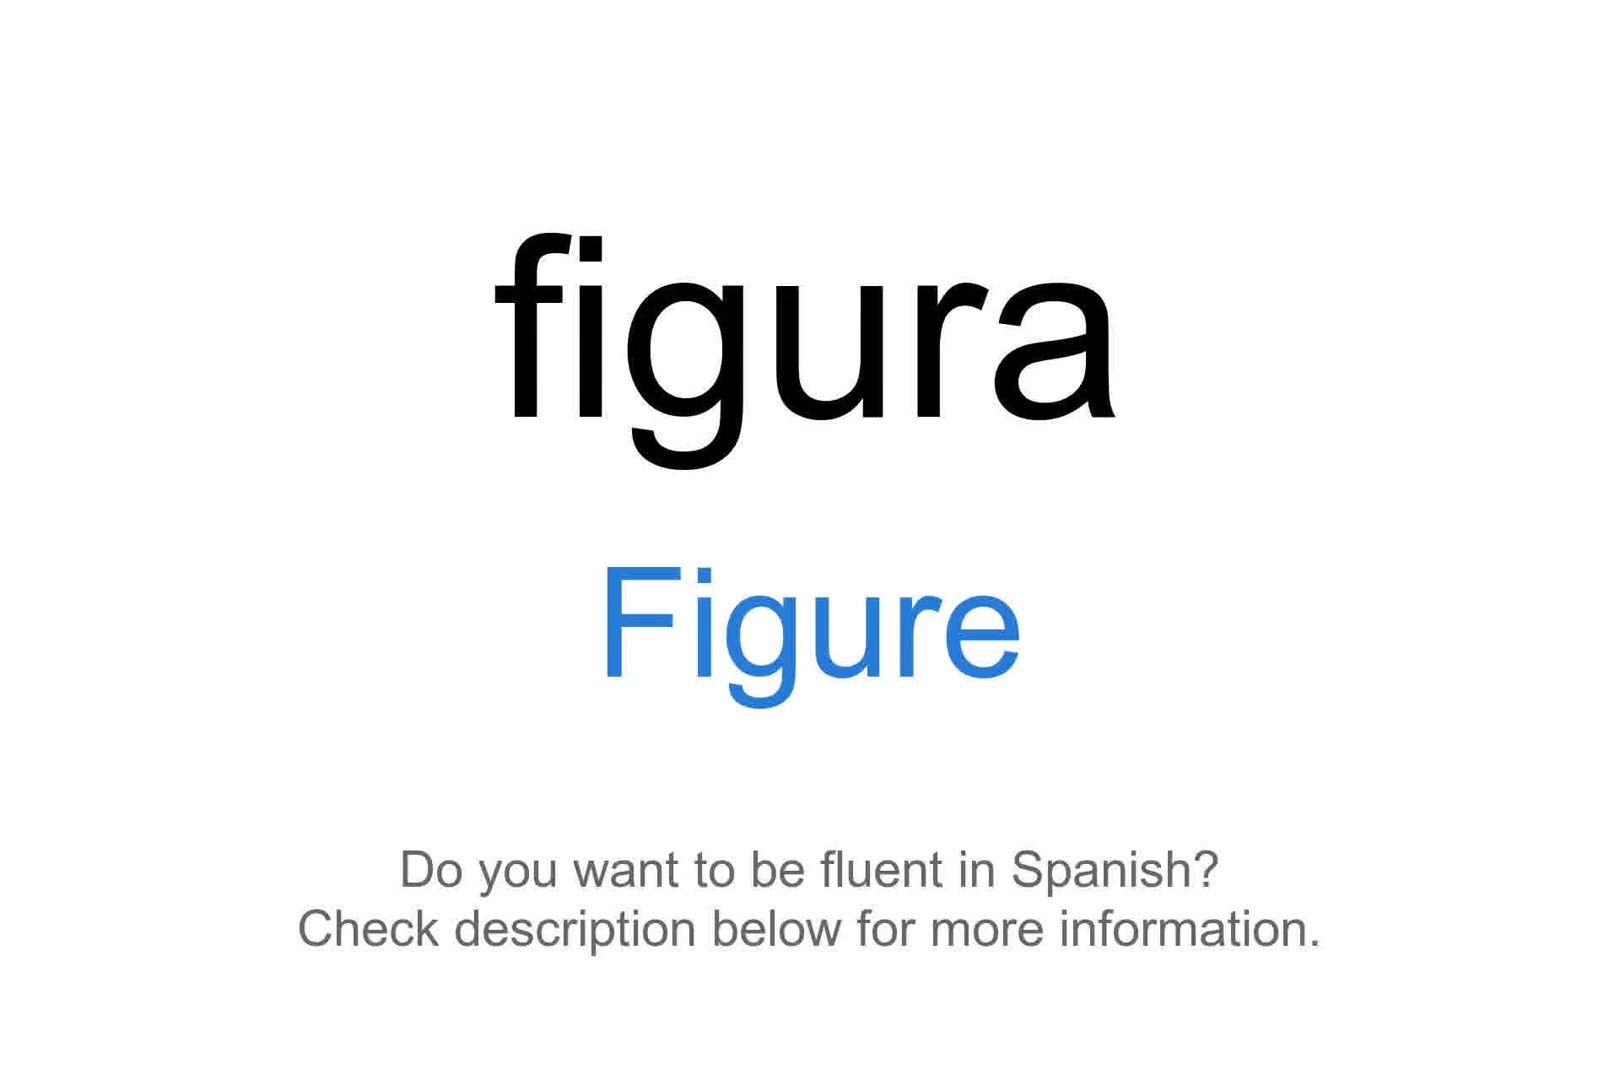 figura
Figure
Do you want to be fluent in Spanish?
Check description below for more information.